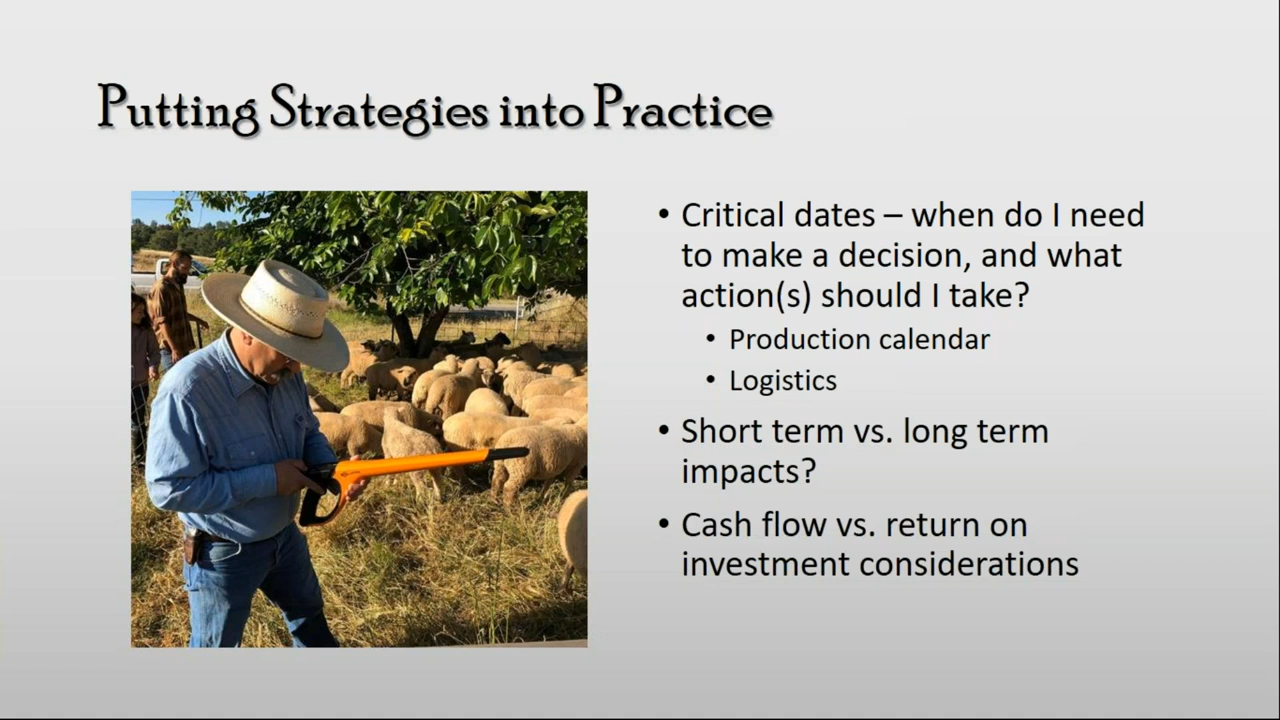 Putting Strategies into Practice
• Critical dates – when do I need
to make a decision, and what
action(s) should I take?
• Production calendar
• Logistics
• Short term vs. long term
impacts?
• Cash flow vs. return on
investment considerations